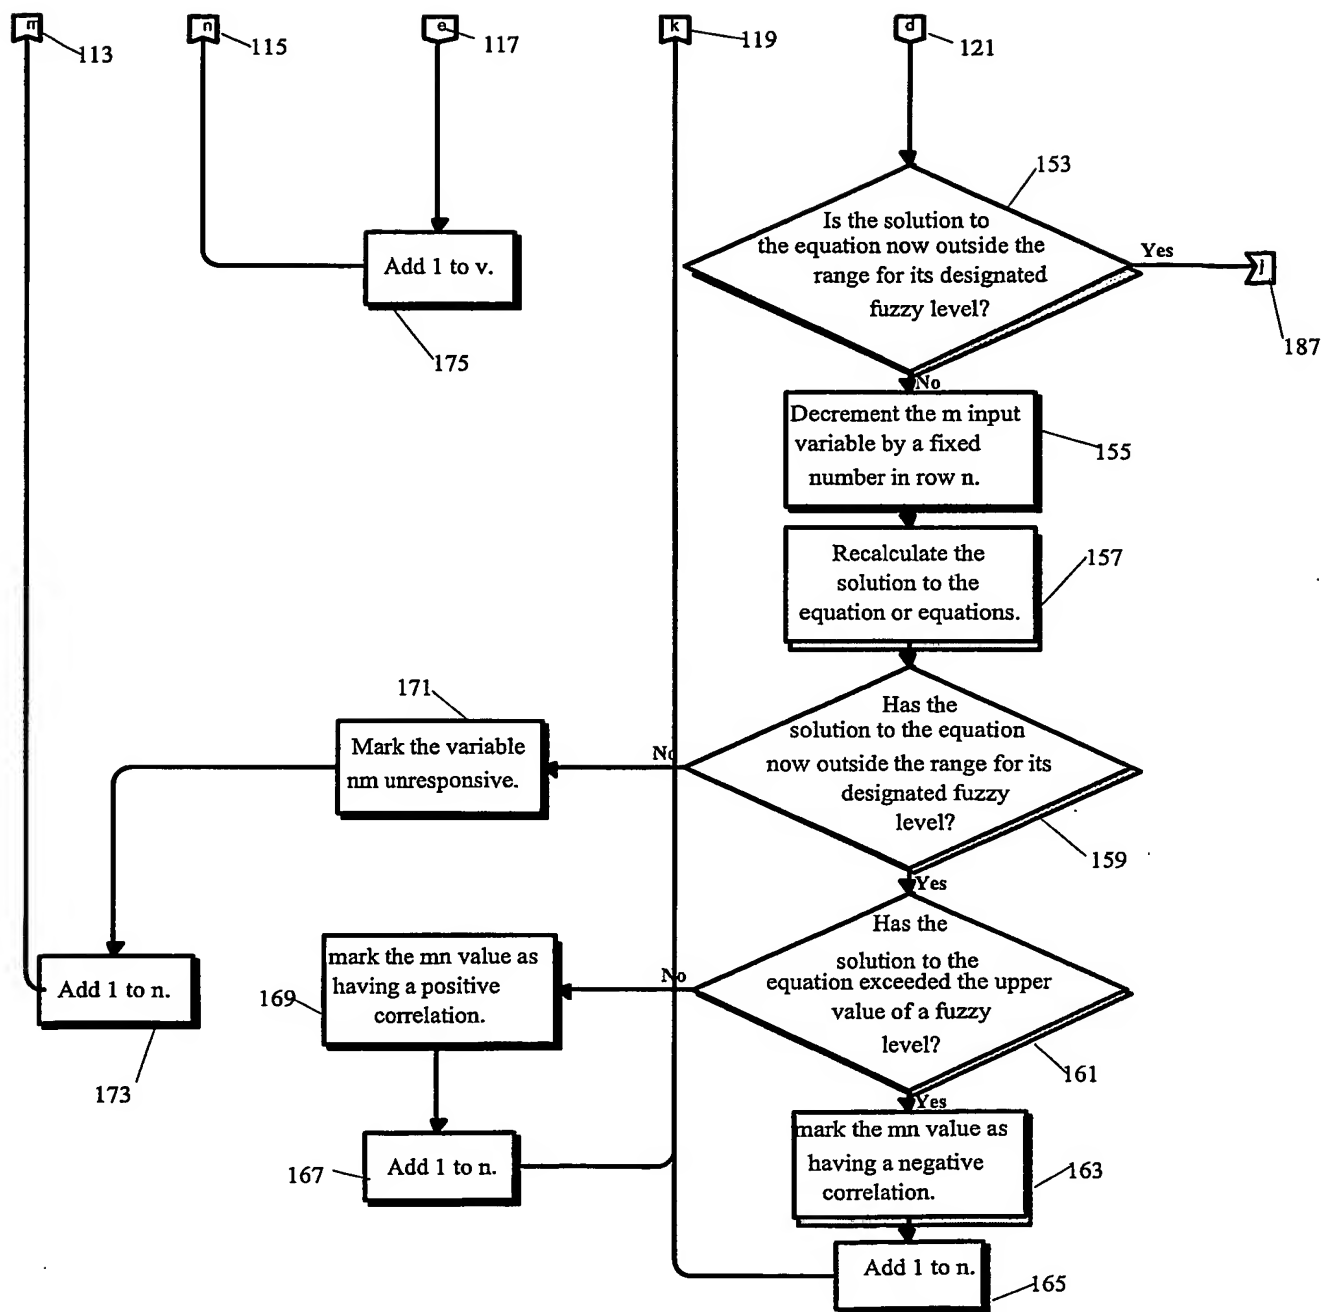 m
113
n
115
e
117
k
119
d
121
153
Is the solution to
the equation now outside the
range for its designated
fuzzy level?
Yes
j
187
No
Add 1 to v.
175
Decrement the m input
variable by a fixed
number in row n.
155
Recalculate the
solution to the
equation or equations.
157
Has the
solution to the equation
now outside the range for its
designated fuzzy
level?
159
No
171
Mark the variable
nm unresponsive.
Yes
Add 1 to n.
173
Has the
solution to the
equation exceeded the upper
value of a fuzzy
level?
161
No
mark the mn value as
having a positive
correlation.
169
Yes
Add 1 to n.
167
mark the mn value as
having a negative
correlation.
163
Add 1 to n.
165